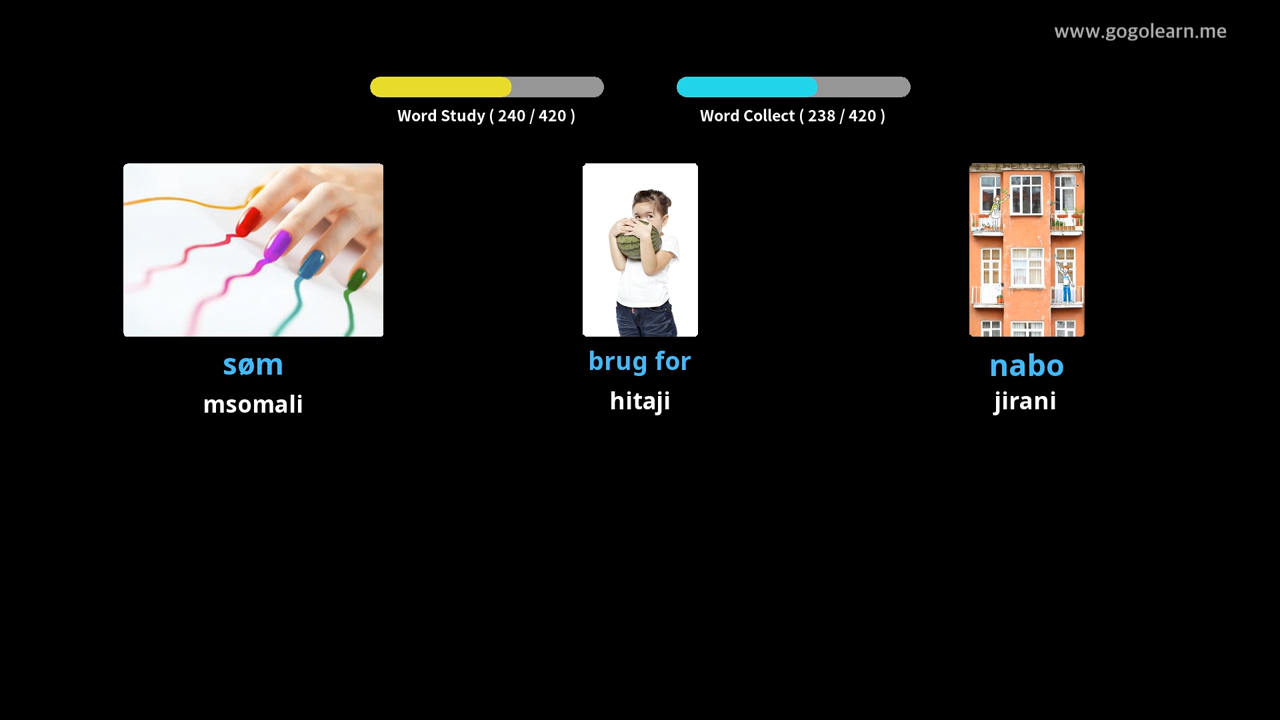 www.gogolearn.me
Word Study ( 240 / 420 )
Word Collect ( 238 / 420 )
søm
msomali
brug for
hitaji
nabo
jirani